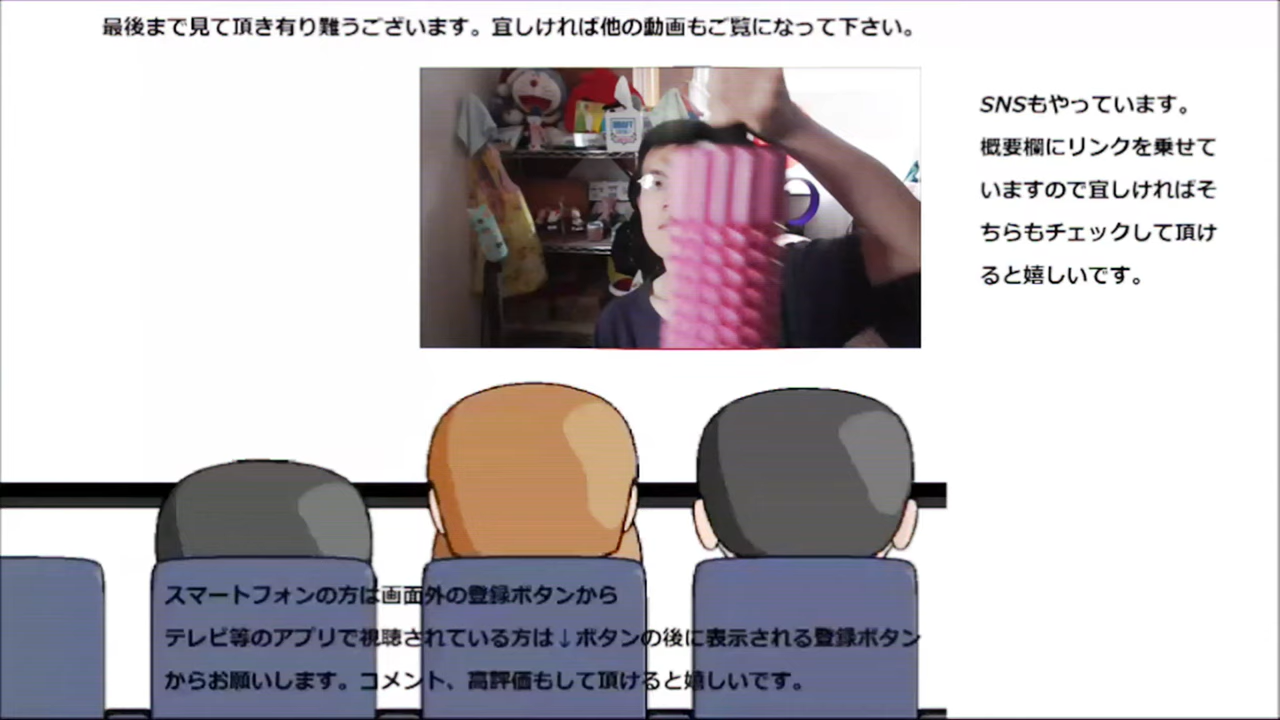 最後まで見て頂き有り難うございます。宜しければ他の動画もご覧になって下さい。
SNSもやっています。
概要欄にリンクを乗せて
いますので宜しければそ
ちらもチェックして頂け
ると嬉しいです。
スマートフォンの方は画面外の登録ボタンから
テレビ等のアプリで視聴されている方は↓ボタンの後に表示される登録ボタン
からお願いします。コメント、高評価もして頂けると嬉しいです。